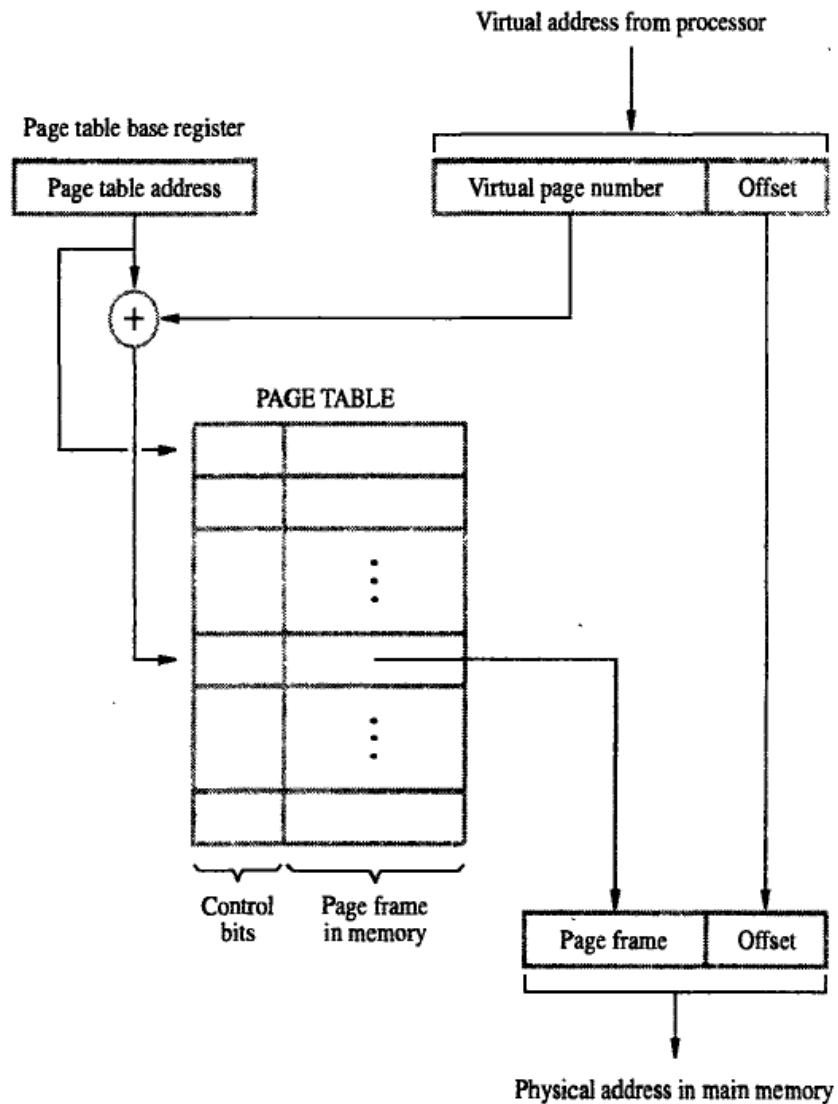 Virtual address from processor
Page table base register
Page table address
Virtual page number
Offset
+
PAGE TABLE
Control
bits
Page frame
in memory
Page frame
Offset
Physical address in main memory